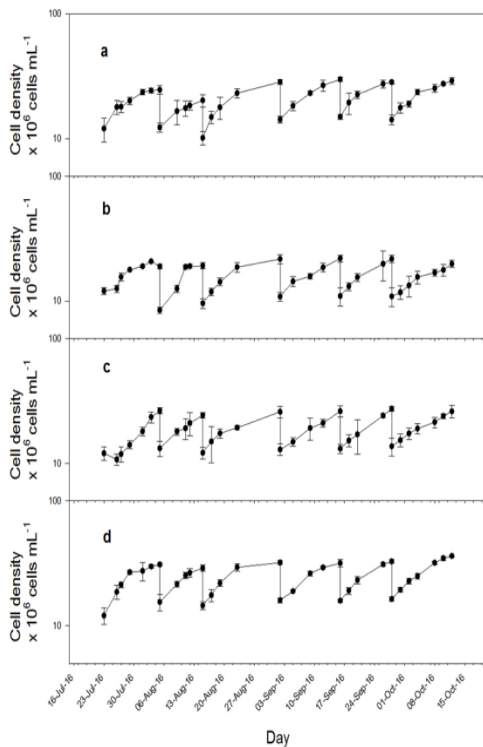 100
a
Cell density
x 10⁶ cells mL⁻¹
10
100
b
Cell density
x 10⁶ cells mL⁻¹
10
100
c
Cell density
x 10⁶ cells mL⁻¹
10
100
d
Cell density
x 10⁶ cells mL⁻¹
10
16-Jul-16 23-Jul-16 30-Jul-16 06-Aug-16 13-Aug-16 20-Aug-16 27-Aug-16 03-Sep-16 10-Sep-16 17-Sep-16 24-Sep-16 01-Oct-16 08-Oct-16 15-Oct-16
Day